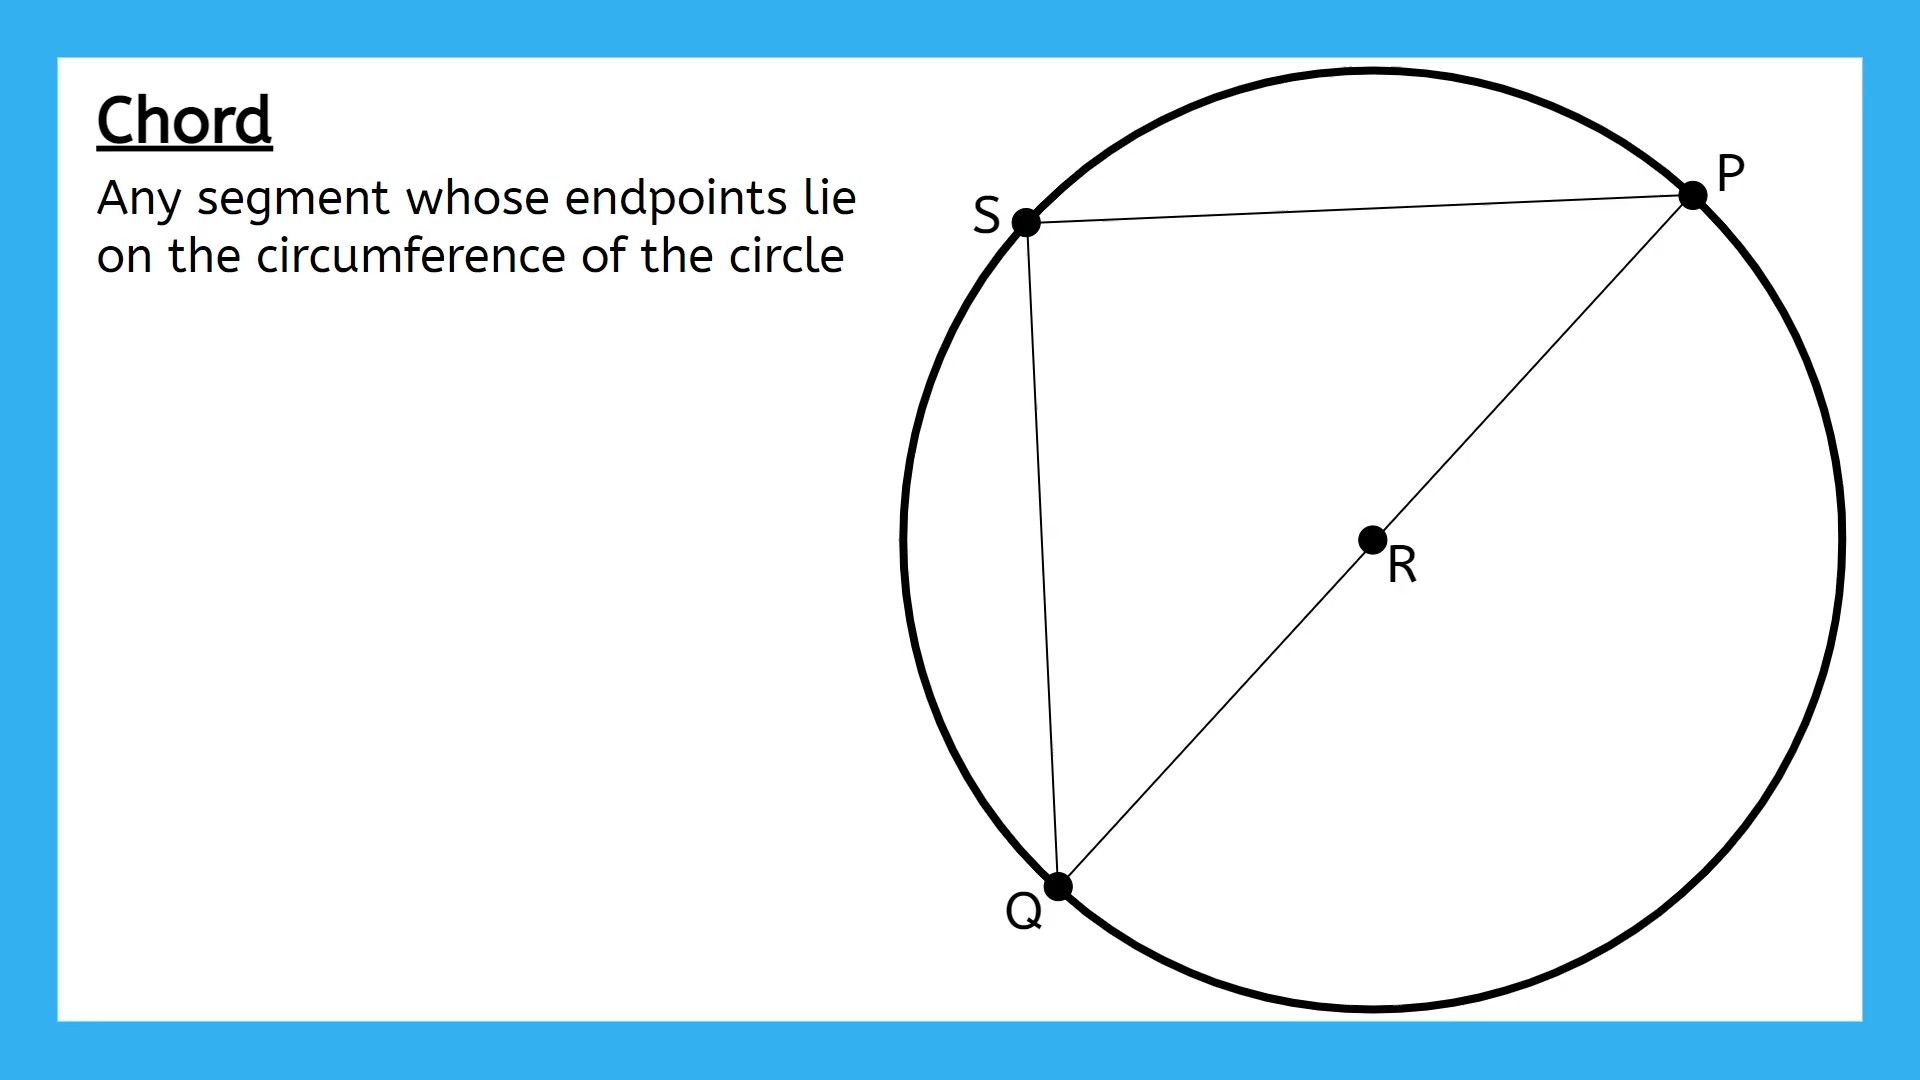 Chord
Any segment whose endpoints lie
on the circumference of the circle
P
S
R
Q